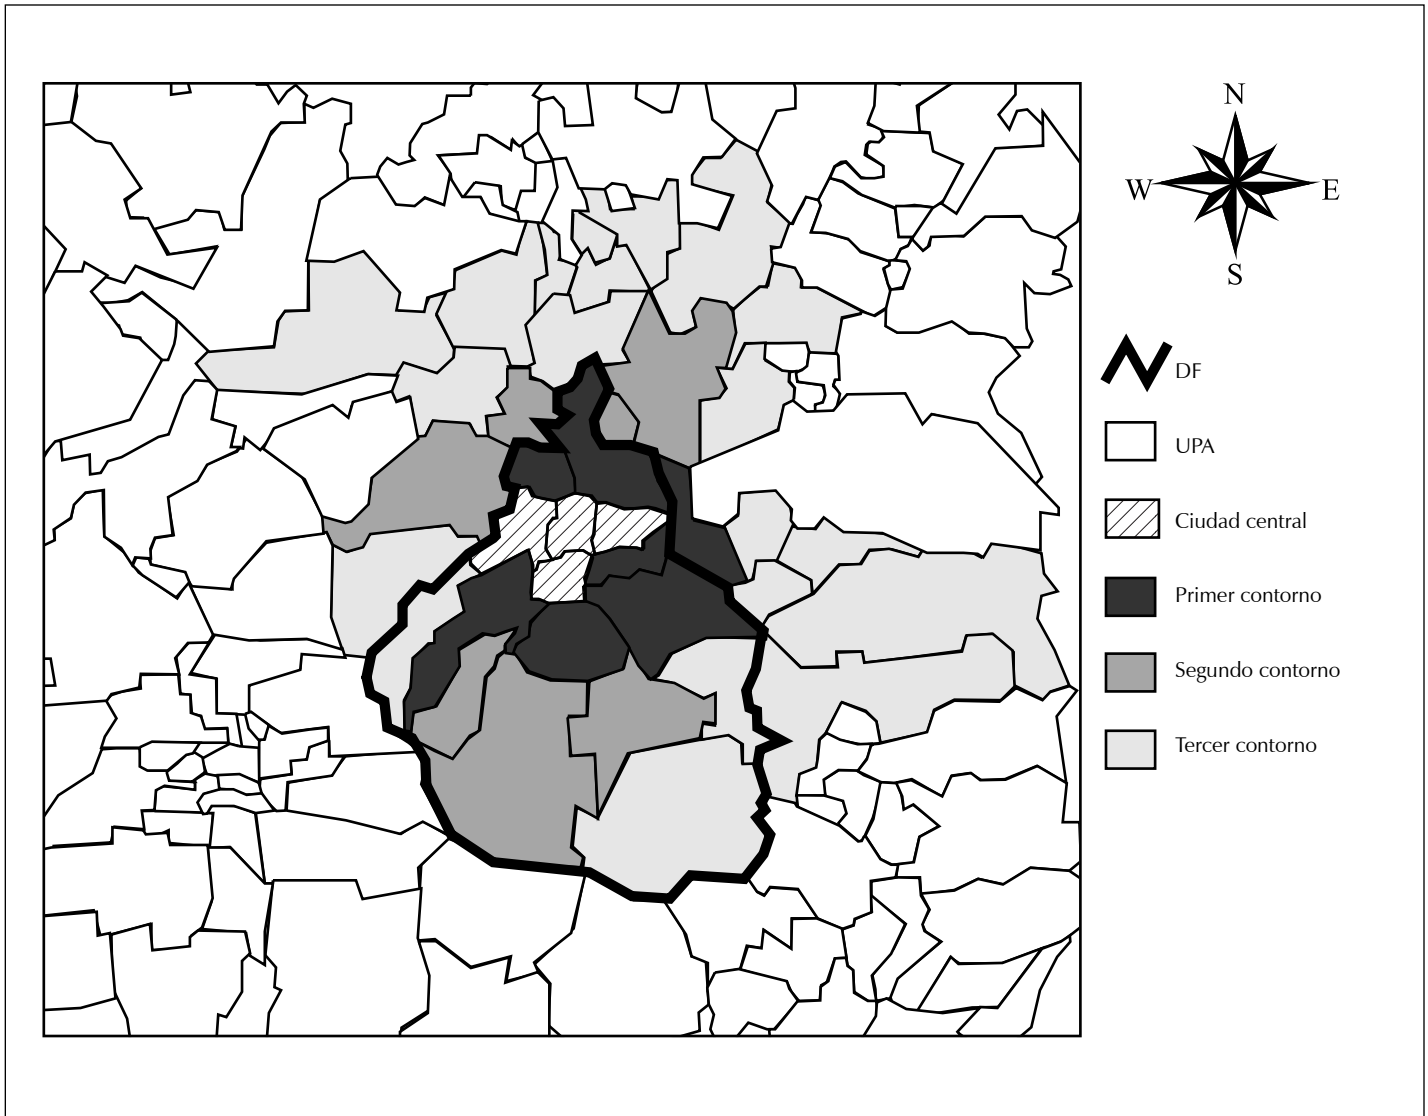 N
W E
S
DF
UPA
Ciudad central
Primer contorno
Segundo contorno
Tercer contorno